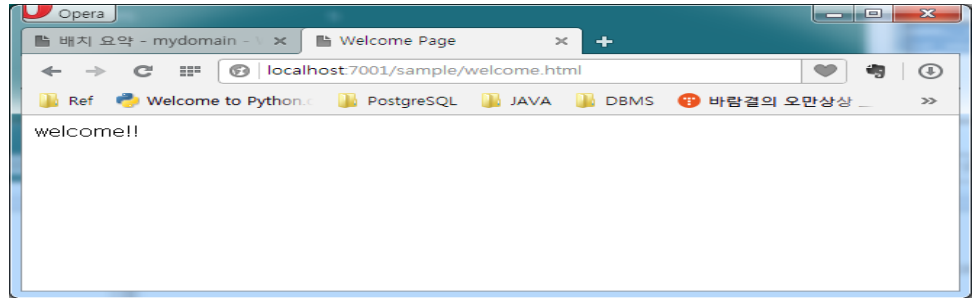 Opera
배치 요약 - mydomain -
Welcome Page
localhost:7001/sample/welcome.html
Ref Welcome to Python. PostgreSQL JAVA DBMS 바람결의 오만상상 _ >>
welcome!!